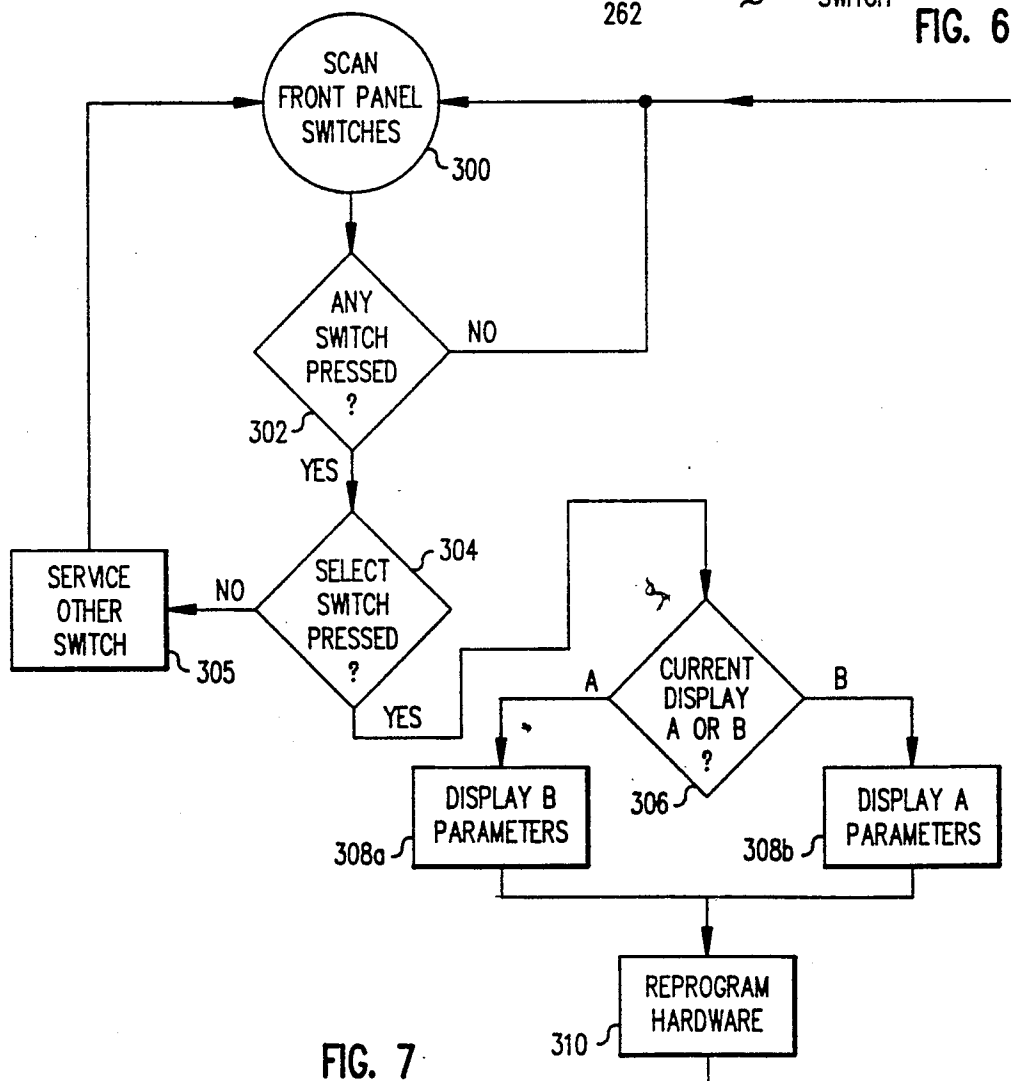 262
SWITCH
FIG. 6
SCAN
FRONT PANEL
SWITCHES
300
ANY
SWITCH
PRESSED
?
NO
302
YES
304
SELECT
SWITCH
PRESSED
?
NO
SERVICE
OTHER
SWITCH
305
YES
CURRENT
DISPLAY
A OR B
?
A
B
306
DISPLAY B
PARAMETERS
308a
DISPLAY A
PARAMETERS
308b
REPROGRAM
HARDWARE
310
FIG. 7